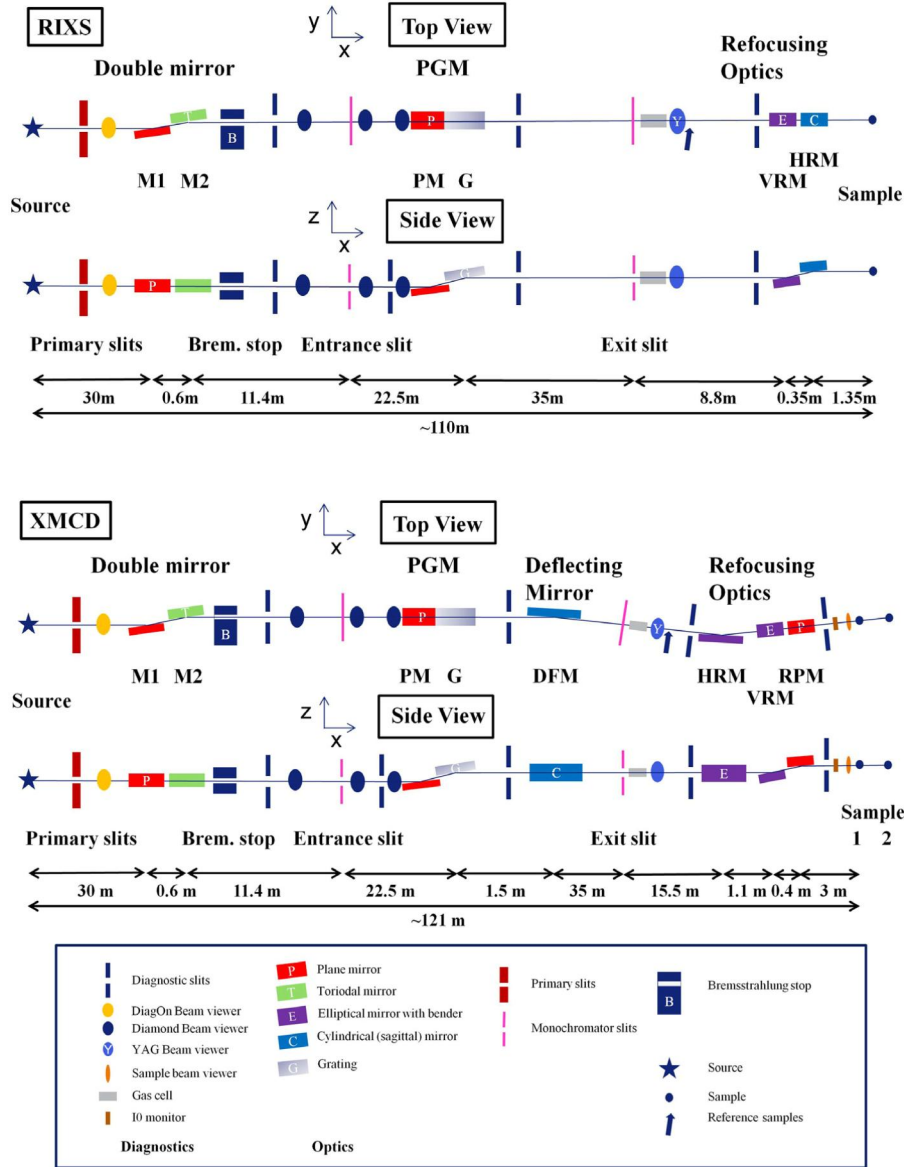 RIXS
y
x
Top View
Double mirror
PGM
Refocusing
Optics
T
B
P
Y
E
C
M1 M2
PM G
HRM
VRM
Source
Sample
z
x
Side View
P
G
Primary slits Brem. stop Entrance slit Exit slit
30m 0.6m 11.4m 22.5m 35m 8.8m 0.35m 1.35m
~110m
XMCD
y
x
Top View
Double mirror
PGM
Deflecting
Mirror
Refocusing
Optics
T
B
P
Y
E
P
M1 M2
PM G
DFM
HRM
RPM
VRM
Source
z
x
Side View
P
G
C
E
Primary slits Brem. stop Entrance slit Exit slit
Sample
1 2
30 m 0.6 m 11.4 m 22.5 m 1.5 m 35 m 15.5 m 1.1 m 0.4 m 3 m
~121 m
Diagnostic slits
DiagOn Beam viewer
Diamond Beam viewer
Y YAG Beam viewer
Sample beam viewer
Gas cell
I0 monitor
Diagnostics
P Plane mirror
T Toriodal mirror
E Elliptical mirror with bender
C Cylindrical (sagittal) mirror
G Grating
Optics
Primary slits
Monochromator slits
B Bremsstrahlung stop
Source
Sample
Reference samples